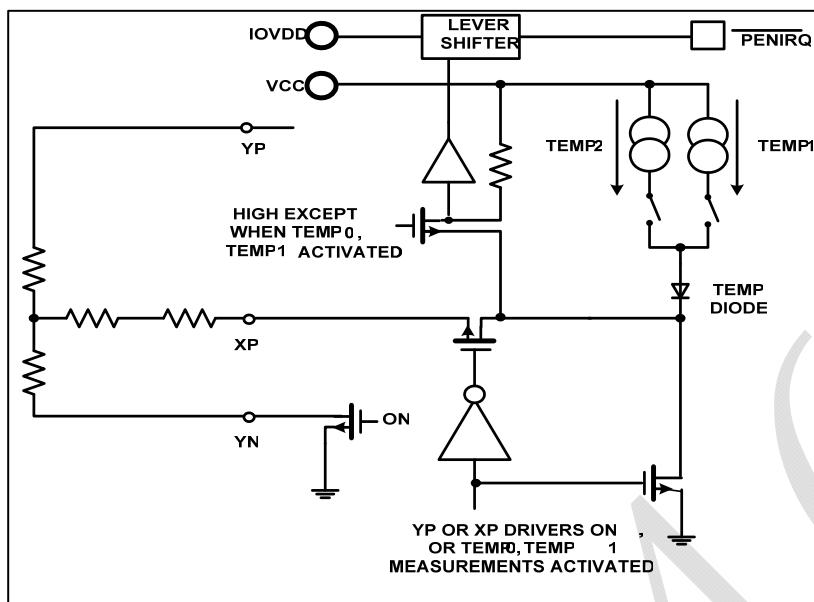 LEVER
SHIFTER
IOVDD
PENIRQ
VCC
YP
TEMP2
TEMP1
HIGH EXCEPT
WHEN TEMP0,
TEMP1 ACTIVATED
TEMP
DIODE
XP
YN
ON
YP OR XP DRIVERS ON ,
OR TEMP0, TEMP 1
MEASUREMENTS ACTIVATED